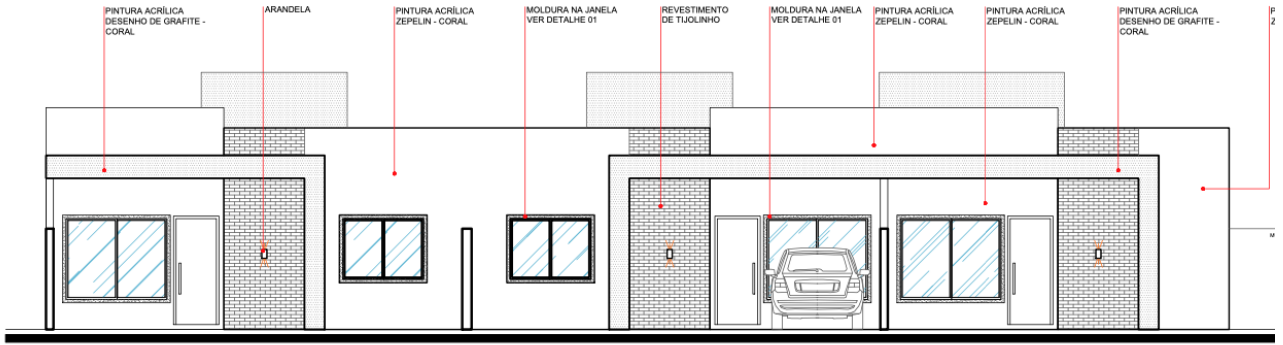 PINTURA ACRÍLICA
DESENHO DE GRAFITE -
CORAL
ARANDELA
PINTURA ACRÍLICA
ZEPELIN - CORAL
MOLDURA NA JANELA
VER DETALHE 01
REVESTIMENTO
DE TIJOLINHO
MOLDURA NA JANELA
VER DETALHE 01
PINTURA ACRÍLICA
ZEPELIN - CORAL
PINTURA ACRÍLICA
ZEPELIN - CORAL
PINTURA ACRÍLICA
DESENHO DE GRAFITE -
CORAL
P
Z
M